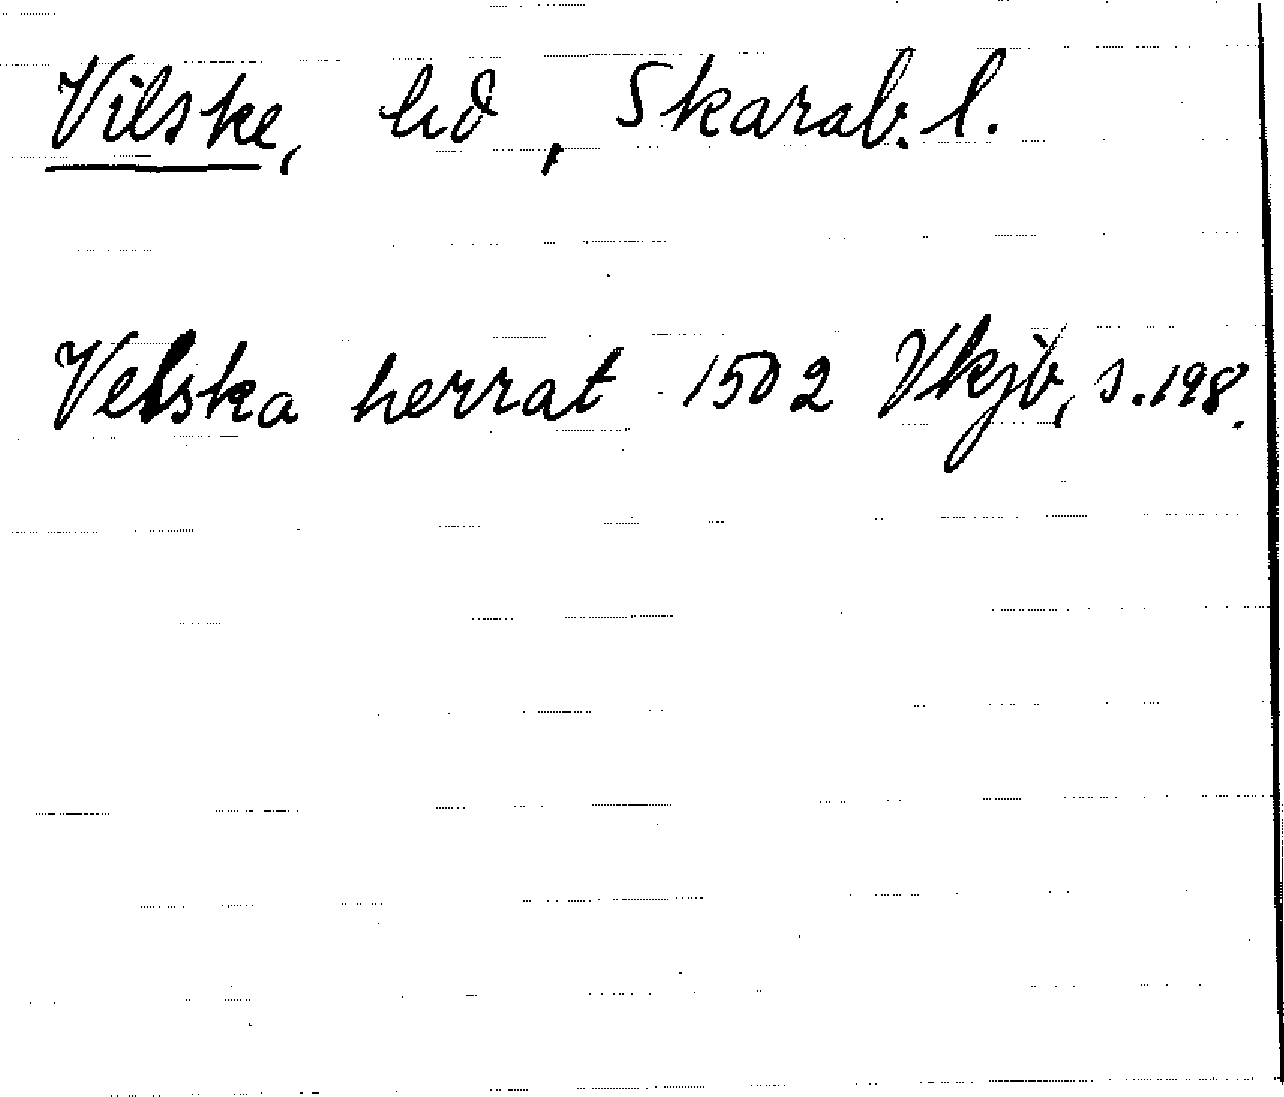 Vilske, hd, Skarab. l.
Velska herrat 1502 Vkjb, s. 198.